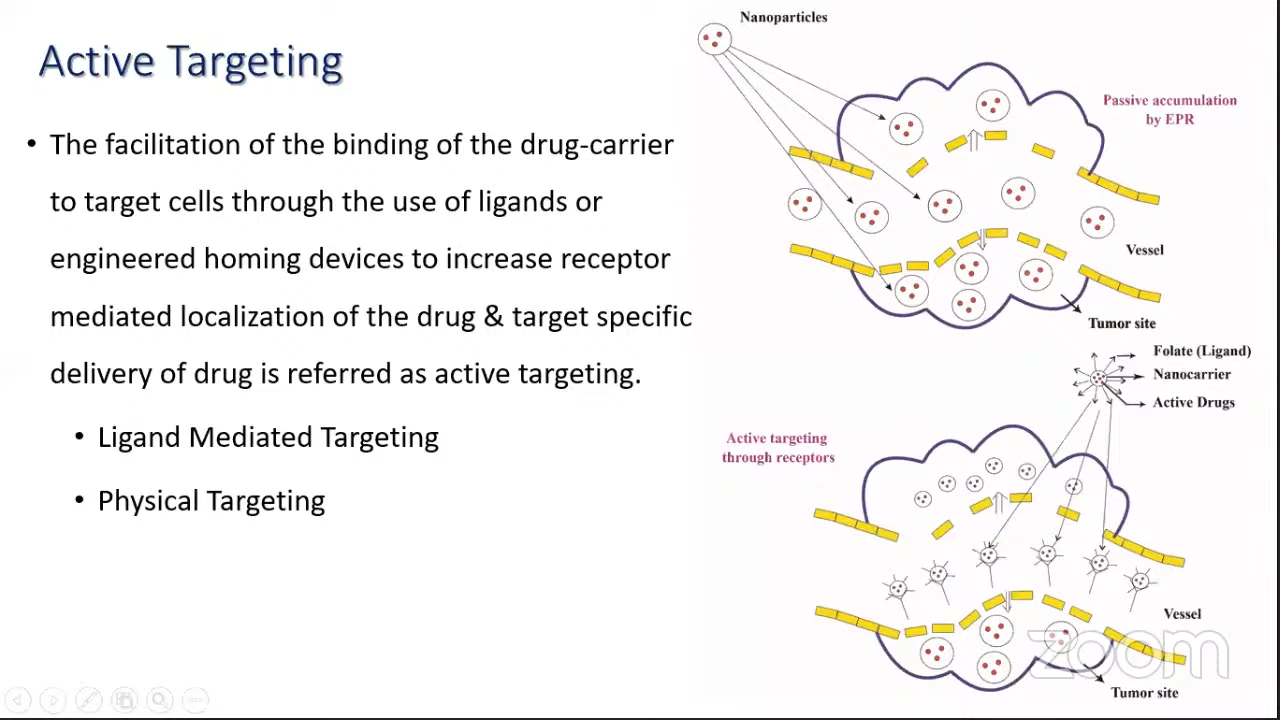 Active Targeting
• The facilitation of the binding of the drug-carrier
to target cells through the use of ligands or
engineered homing devices to increase receptor
mediated localization of the drug & target specific
delivery of drug is referred as active targeting.
• Ligand Mediated Targeting
• Physical Targeting
Nanoparticles
Passive accumulation
by EPR
Vessel
Tumor site
Folate (Ligand)
Nanocarrier
Active Drugs
Active targeting
through receptors
Vessel
zoom
Tumor site